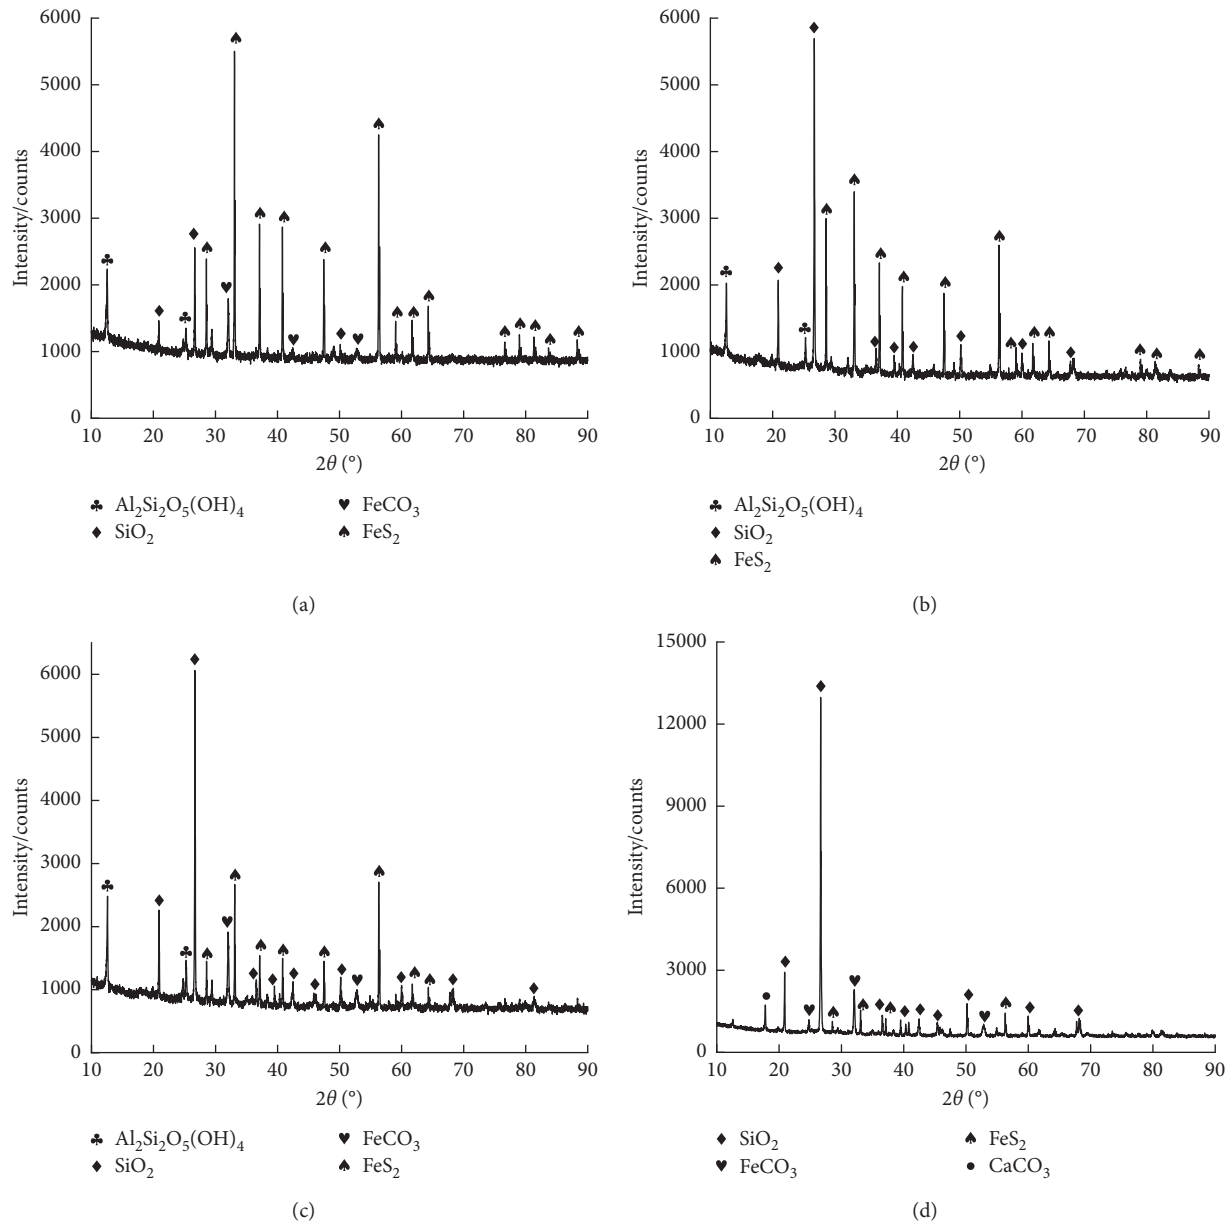 6000
5000
4000
3000
2000
1000
0
Intensity/counts
10 20 30 40 50 60 70 80 90
2θ (°)
♣ Al2Si2O5(OH)4
♦ SiO2
♥ FeCO3
♠ FeS2
(a)
6000
5000
4000
3000
2000
1000
0
Intensity/counts
10 20 30 40 50 60 70 80 90
2θ (°)
♣ Al2Si2O5(OH)4
♦ SiO2
♠ FeS2
(b)
6000
5000
4000
3000
2000
1000
0
Intensity/counts
10 20 30 40 50 60 70 80 90
2θ (°)
♣ Al2Si2O5(OH)4
♦ SiO2
♥ FeCO3
♠ FeS2
(c)
15000
12000
9000
6000
3000
0
Intensity/counts
10 20 30 40 50 60 70 80 90
2θ (°)
♦ SiO2
♥ FeCO3
♠ FeS2
● CaCO3
(d)